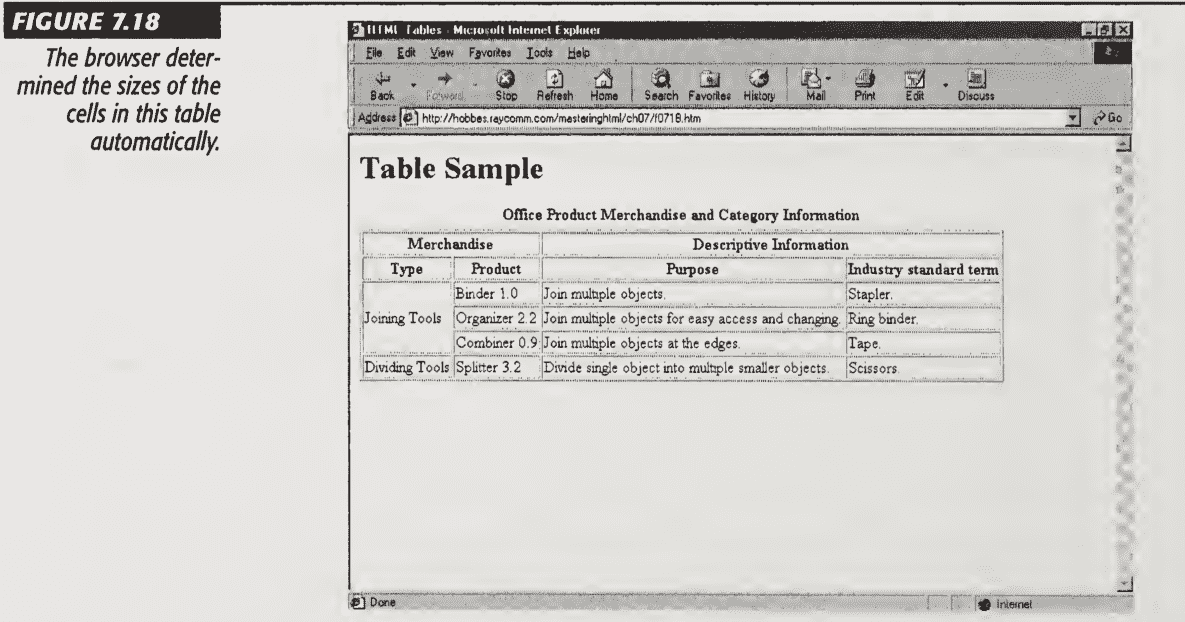 FIGURE 7.18
The browser deter-
mined the sizes of the
cells in this table
automatically.
HTML Tables - Microsoft Internet Explorer
File Edit View Favorites Tools Help
Back Forward Stop Refresh Home Search Favorites History Mail Print Edit Discuss
Address http://hobbes.raycomm.com/masteringhtml/ch07/f0718.htm Go
Table Sample
Office Product Merchandise and Category Information
Merchandise Descriptive Information
Type Product Purpose Industry standard term
Binder 1.0 Join multiple objects. Stapler.
Joining Tools Organizer 2.2 Join multiple objects for easy access and changing. Ring binder.
Combiner 0.9 Join multiple objects at the edges. Tape.
Dividing Tools Splitter 3.2 Divide single object into multiple smaller objects. Scissors.
Done Internet